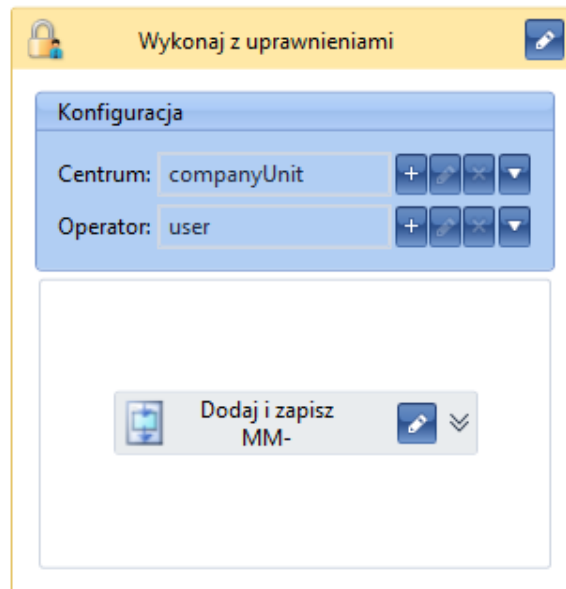 Wykonaj z uprawnieniami
Konfiguracja
Centrum: companyUnit
Operator: user
Dodaj i zapisz
MM-